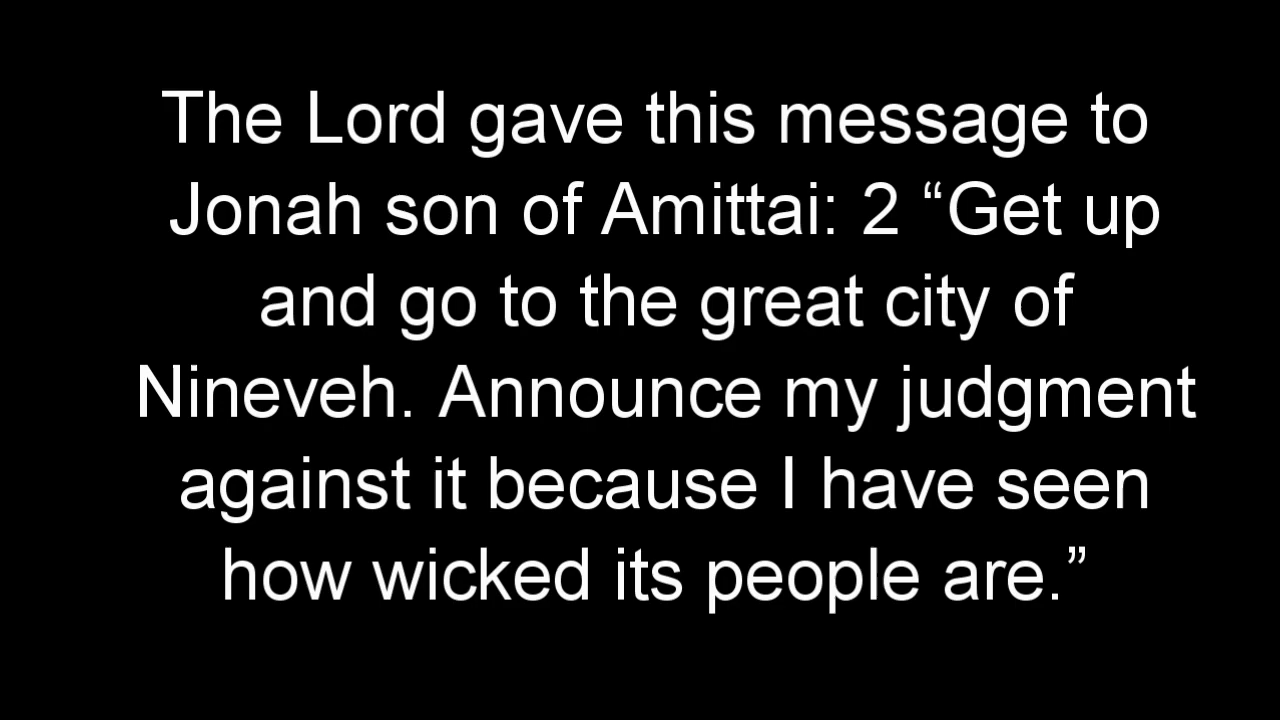 The Lord gave this message to
Jonah son of Amittai: 2 “Get up
and go to the great city of
Nineveh. Announce my judgment
against it because I have seen
how wicked its people are.”